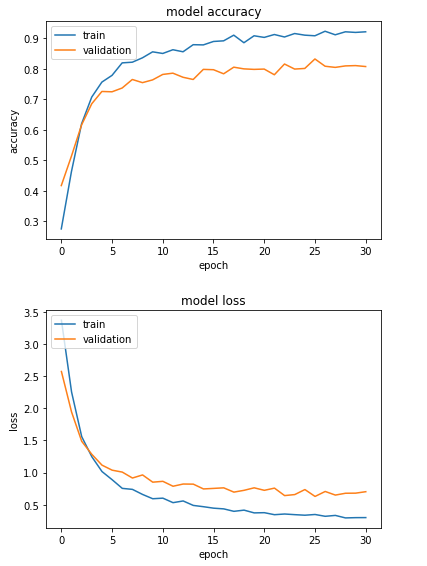 model accuracy
train
validation
0.9
0.8
0.7
0.6
0.5
0.4
0.3
accuracy
0 5 10 15 20 25 30
epoch
model loss
3.5
train
validation
3.0
2.5
2.0
1.5
1.0
0.5
loss
0 5 10 15 20 25 30
epoch